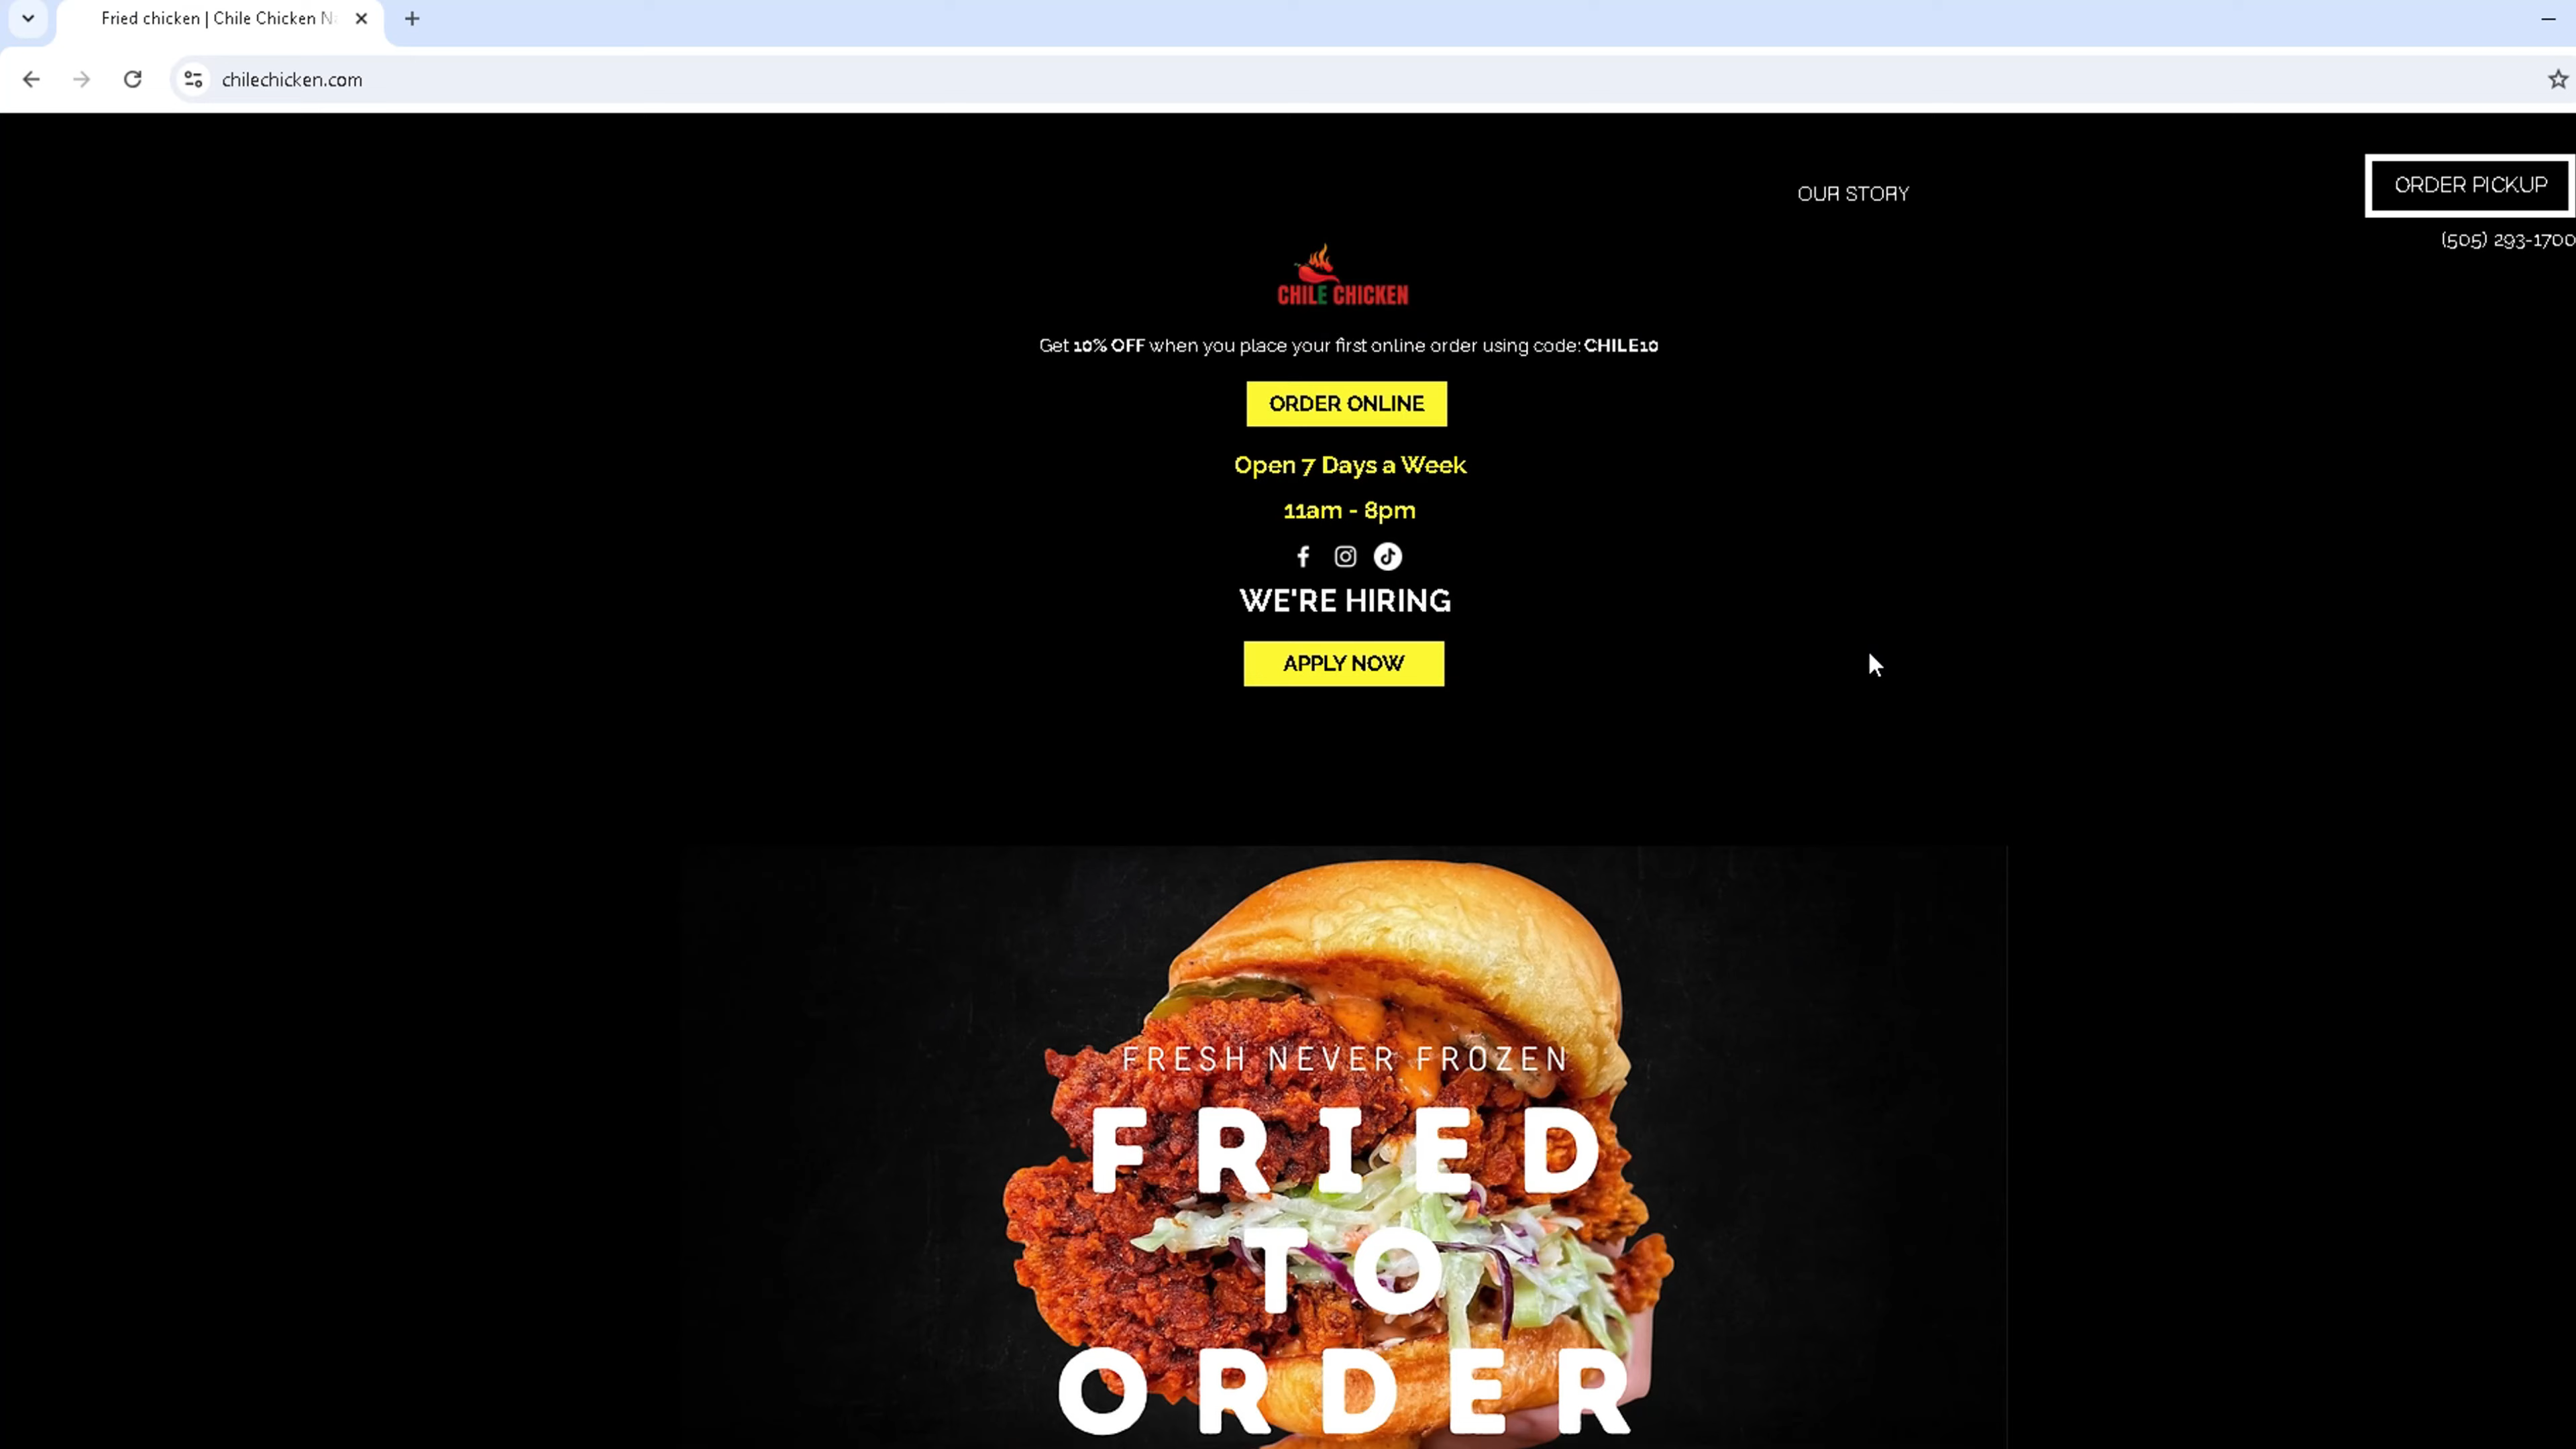 Fried chicken | Chile Chicken N
chilechicken.com
OUR STORY
ORDER PICKUP
(505) 293-1700
CHILE CHICKEN
Get 10% OFF when you place your first online order using code: CHILE10
ORDER ONLINE
Open 7 Days a Week
11am - 8pm
WE'RE HIRING
APPLY NOW
FRESH NEVER FROZEN
FRIED
TO
ORDER